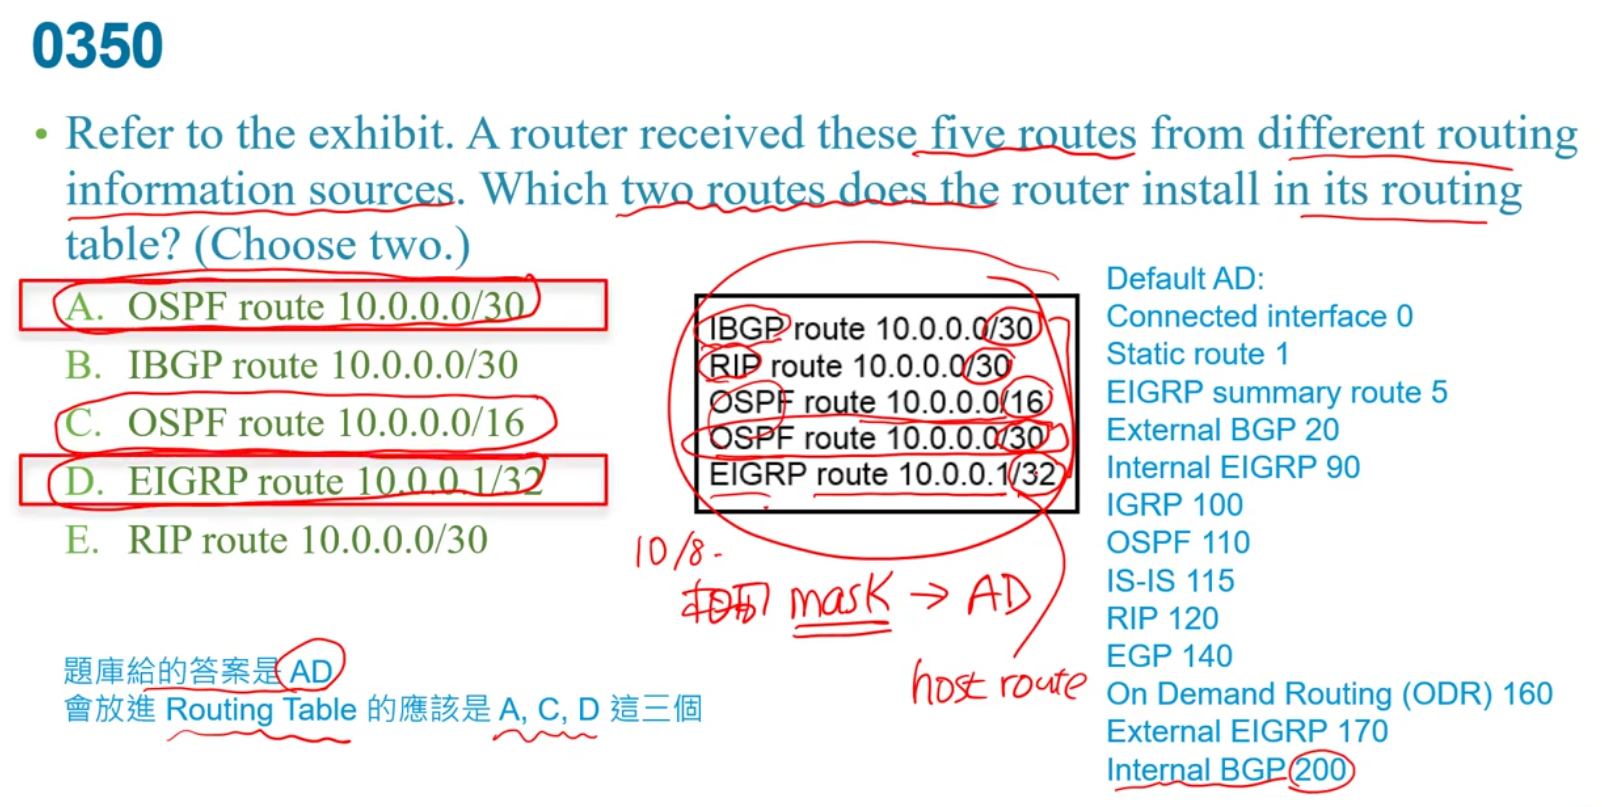 0350
• Refer to the exhibit. A router received these five routes from different routing
information sources. Which two routes does the router install in its routing
table? (Choose two.)
A. OSPF route 10.0.0.0/30
B. IBGP route 10.0.0.0/30
C. OSPF route 10.0.0.0/16
D. EIGRP route 10.0.0.1/32
E. RIP route 10.0.0.0/30
IBGP route 10.0.0.0/30
RIP route 10.0.0.0/30
OSPF route 10.0.0.0/16
OSPF route 10.0.0.0/30
EIGRP route 10.0.0.1/32
10/8
mask → AD
host route
Default AD:
Connected interface 0
Static route 1
EIGRP summary route 5
External BGP 20
Internal EIGRP 90
IGRP 100
OSPF 110
IS-IS 115
RIP 120
EGP 140
On Demand Routing (ODR) 160
External EIGRP 170
Internal BGP 200
題庫給的答案是 AD
會放進 Routing Table 的應該是 A, C, D 這三個